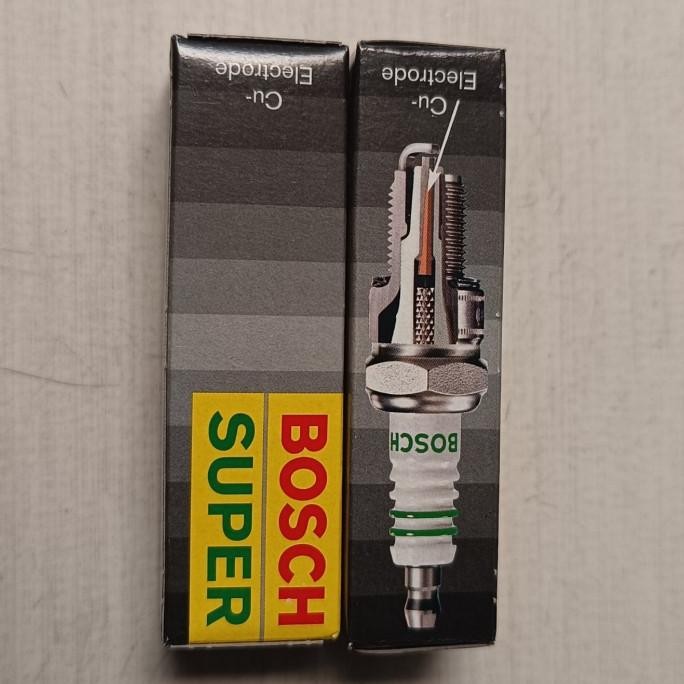 Cu-
Electrode
BOSCH
SUPER
Cu-
Electrode
BOSCH